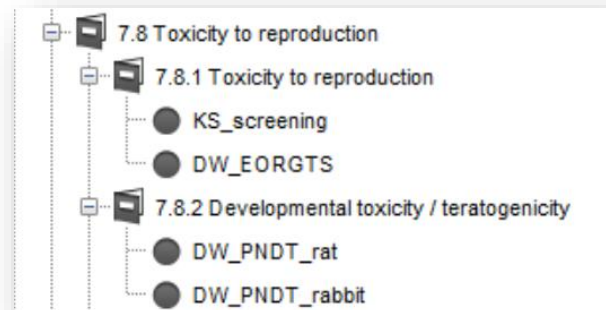 7.8 Toxicity to reproduction
7.8.1 Toxicity to reproduction
KS_screening
DW_EORGTS
7.8.2 Developmental toxicity / teratogenicity
DW_PNDT_rat
DW_PNDT_rabbit